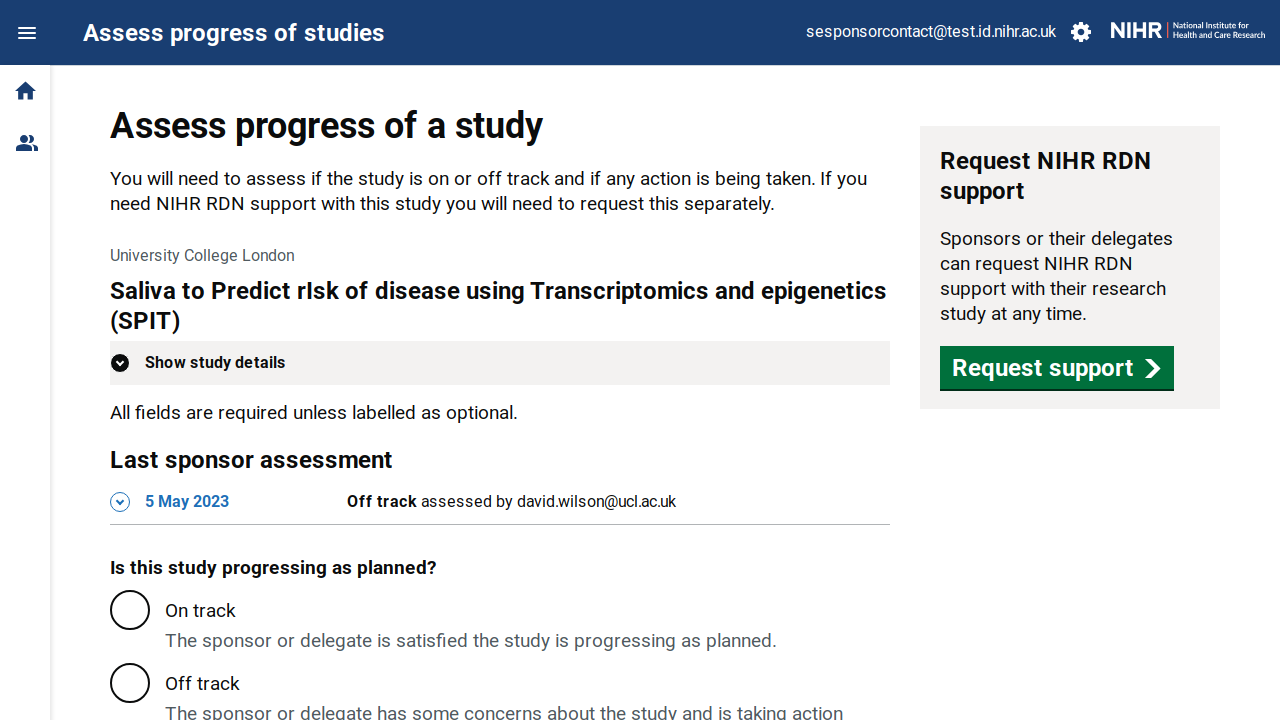 Assess progress of studies
sesponsorcontact@test.id.nihr.ac.uk
NIHR
National Institute for
Health and Care Research
Assess progress of a study
You will need to assess if the study is on or off track and if any action is being taken. If you
need NIHR RDN support with this study you will need to request this separately.
University College London
Saliva to Predict rIsk of disease using Transcriptomics and epigenetics
(SPIT)
Show study details
All fields are required unless labelled as optional.
Last sponsor assessment
5 May 2023
Off track assessed by david.wilson@ucl.ac.uk
Is this study progressing as planned?
On track
The sponsor or delegate is satisfied the study is progressing as planned.
Off track
The sponsor or delegate has some concerns about the study and is taking action
Request NIHR RDN
support
Sponsors or their delegates
can request NIHR RDN
support with their research
study at any time.
Request support